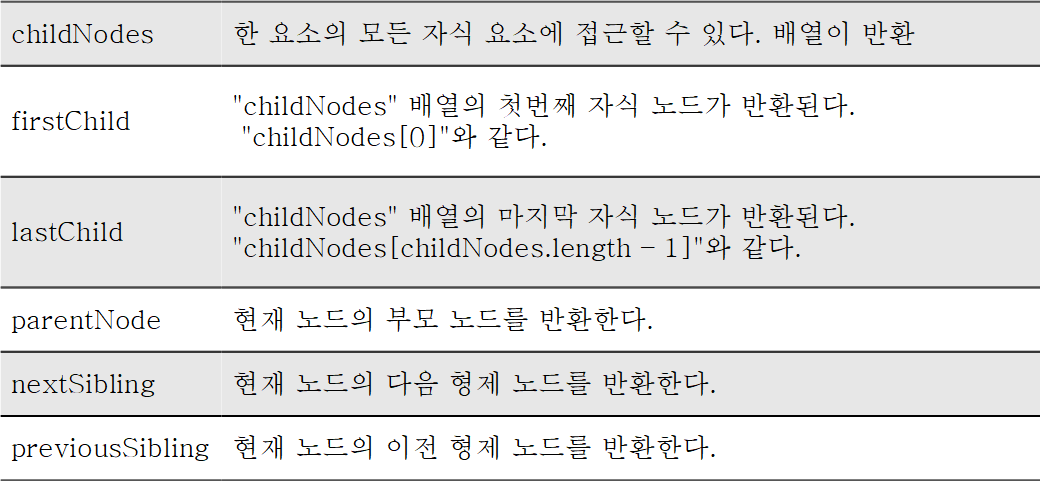 childNodes 한 요소의 모든 자식 요소에 접근할 수 있다. 배열이 반환
firstChild "childNodes" 배열의 첫번째 자식 노드가 반환된다.
"childNodes[0]"와 같다.
lastChild "childNodes" 배열의 마지막 자식 노드가 반환된다.
"childNodes[childNodes.length - 1]"와 같다.
parentNode 현재 노드의 부모 노드를 반환한다.
nextSibling 현재 노드의 다음 형제 노드를 반환한다.
previousSibling 현재 노드의 이전 형제 노드를 반환한다.